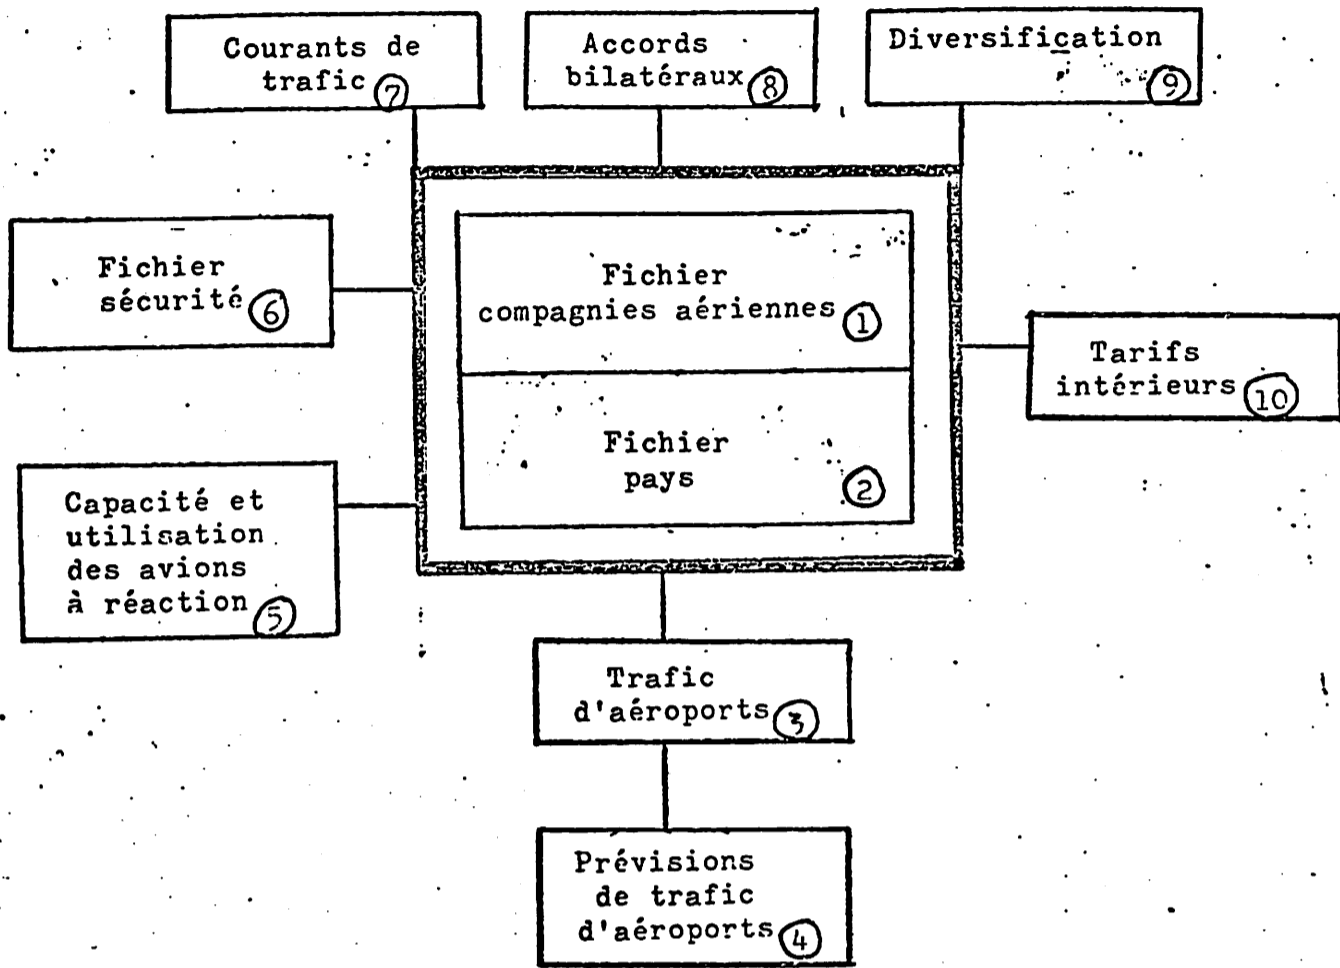 Courants de
trafic 7
Accords
bilatéraux 8
Diversification
9
Fichier
sécurité 6
Fichier
compagnies aériennes 1
Tarifs
intérieurs 10
Fichier
pays 2
Capacité et
utilisation
des avions
à réaction 5
Trafic
d'aéroports 3
Prévisions
de trafic
d'aéroports 4